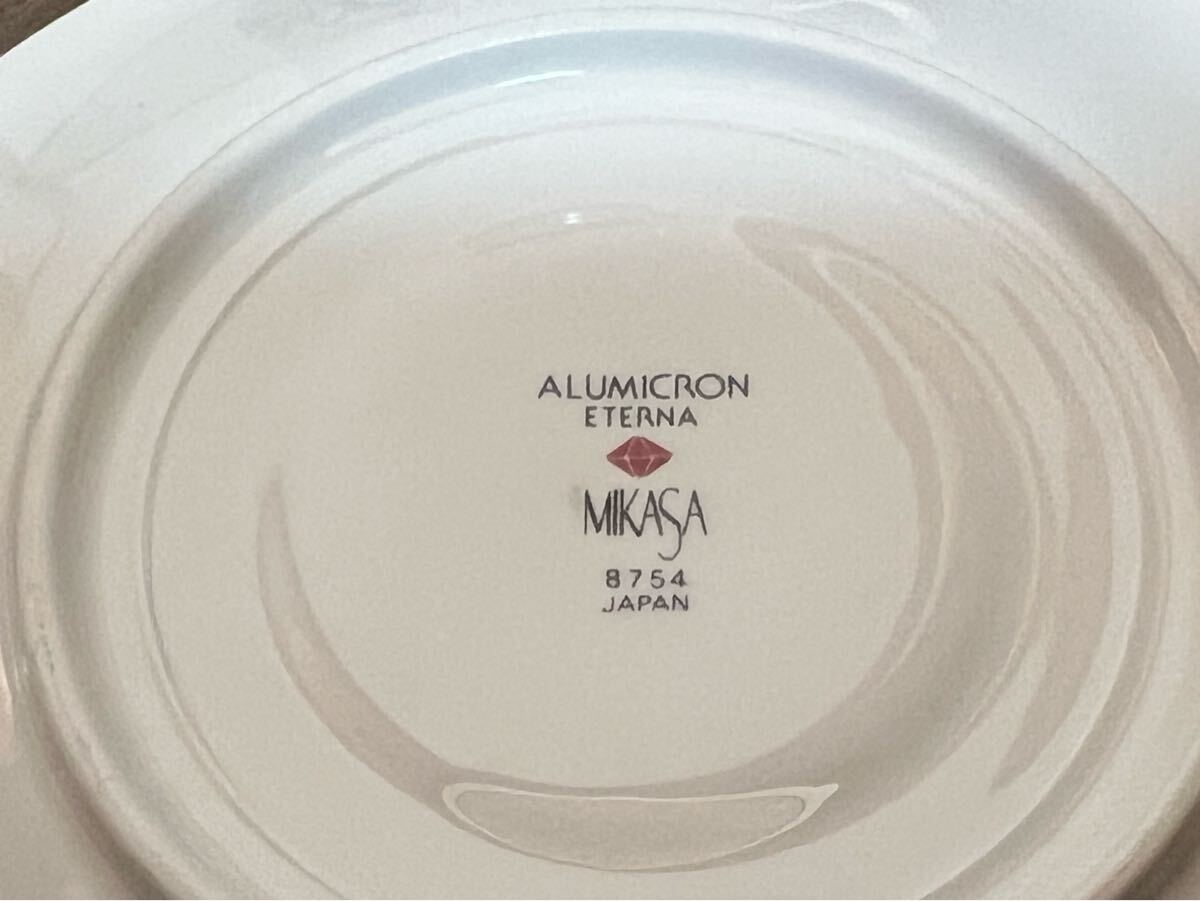 ALUMICRON
ETERNA
MIKASA
8754
JAPAN